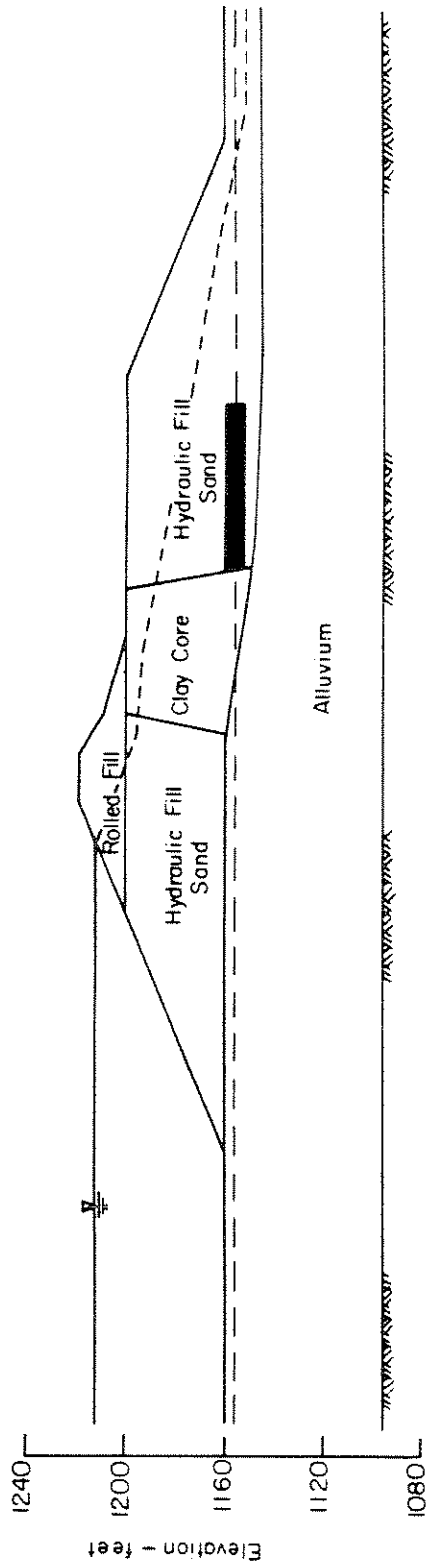 Elevation – feet
1240
1200
1160
1120
1080
Rolled Fill
Hydraulic Fill
Sand
Clay Core
Hydraulic Fill
Sand
Alluvium